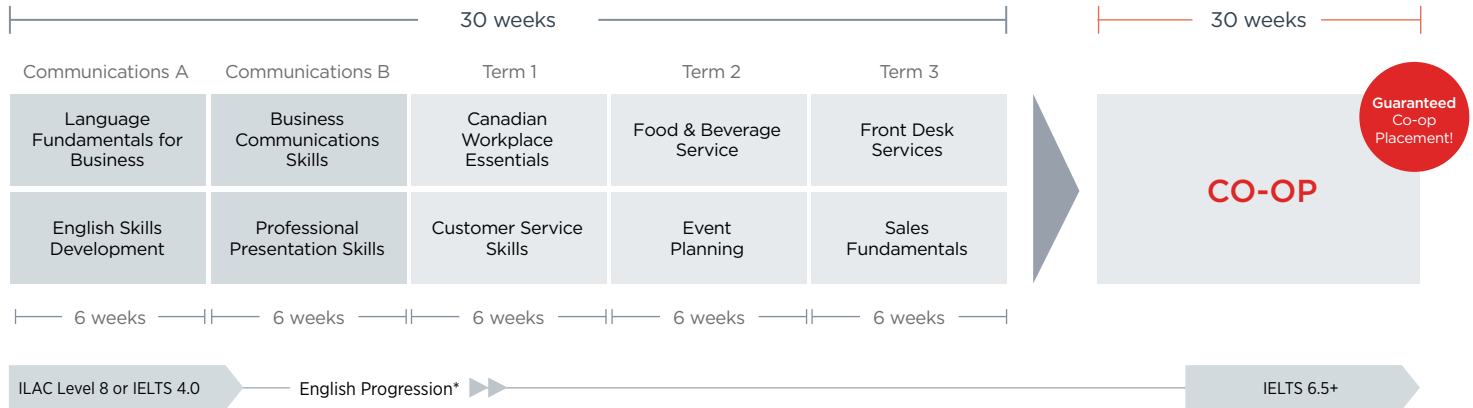 30 weeks
30 weeks
Communications A
Communications B
Term 1
Term 2
Term 3
Language
Fundamentals for
Business
Business
Communications
Skills
Canadian
Workplace
Essentials
Food & Beverage
Service
Front Desk
Services
Guaranteed
Co-op
Placement!
CO-OP
English Skills
Development
Professional
Presentation Skills
Customer Service
Skills
Event
Planning
Sales
Fundamentals
6 weeks
6 weeks
6 weeks
6 weeks
6 weeks
ILAC Level 8 or IELTS 4.0
English Progression*
IELTS 6.5+